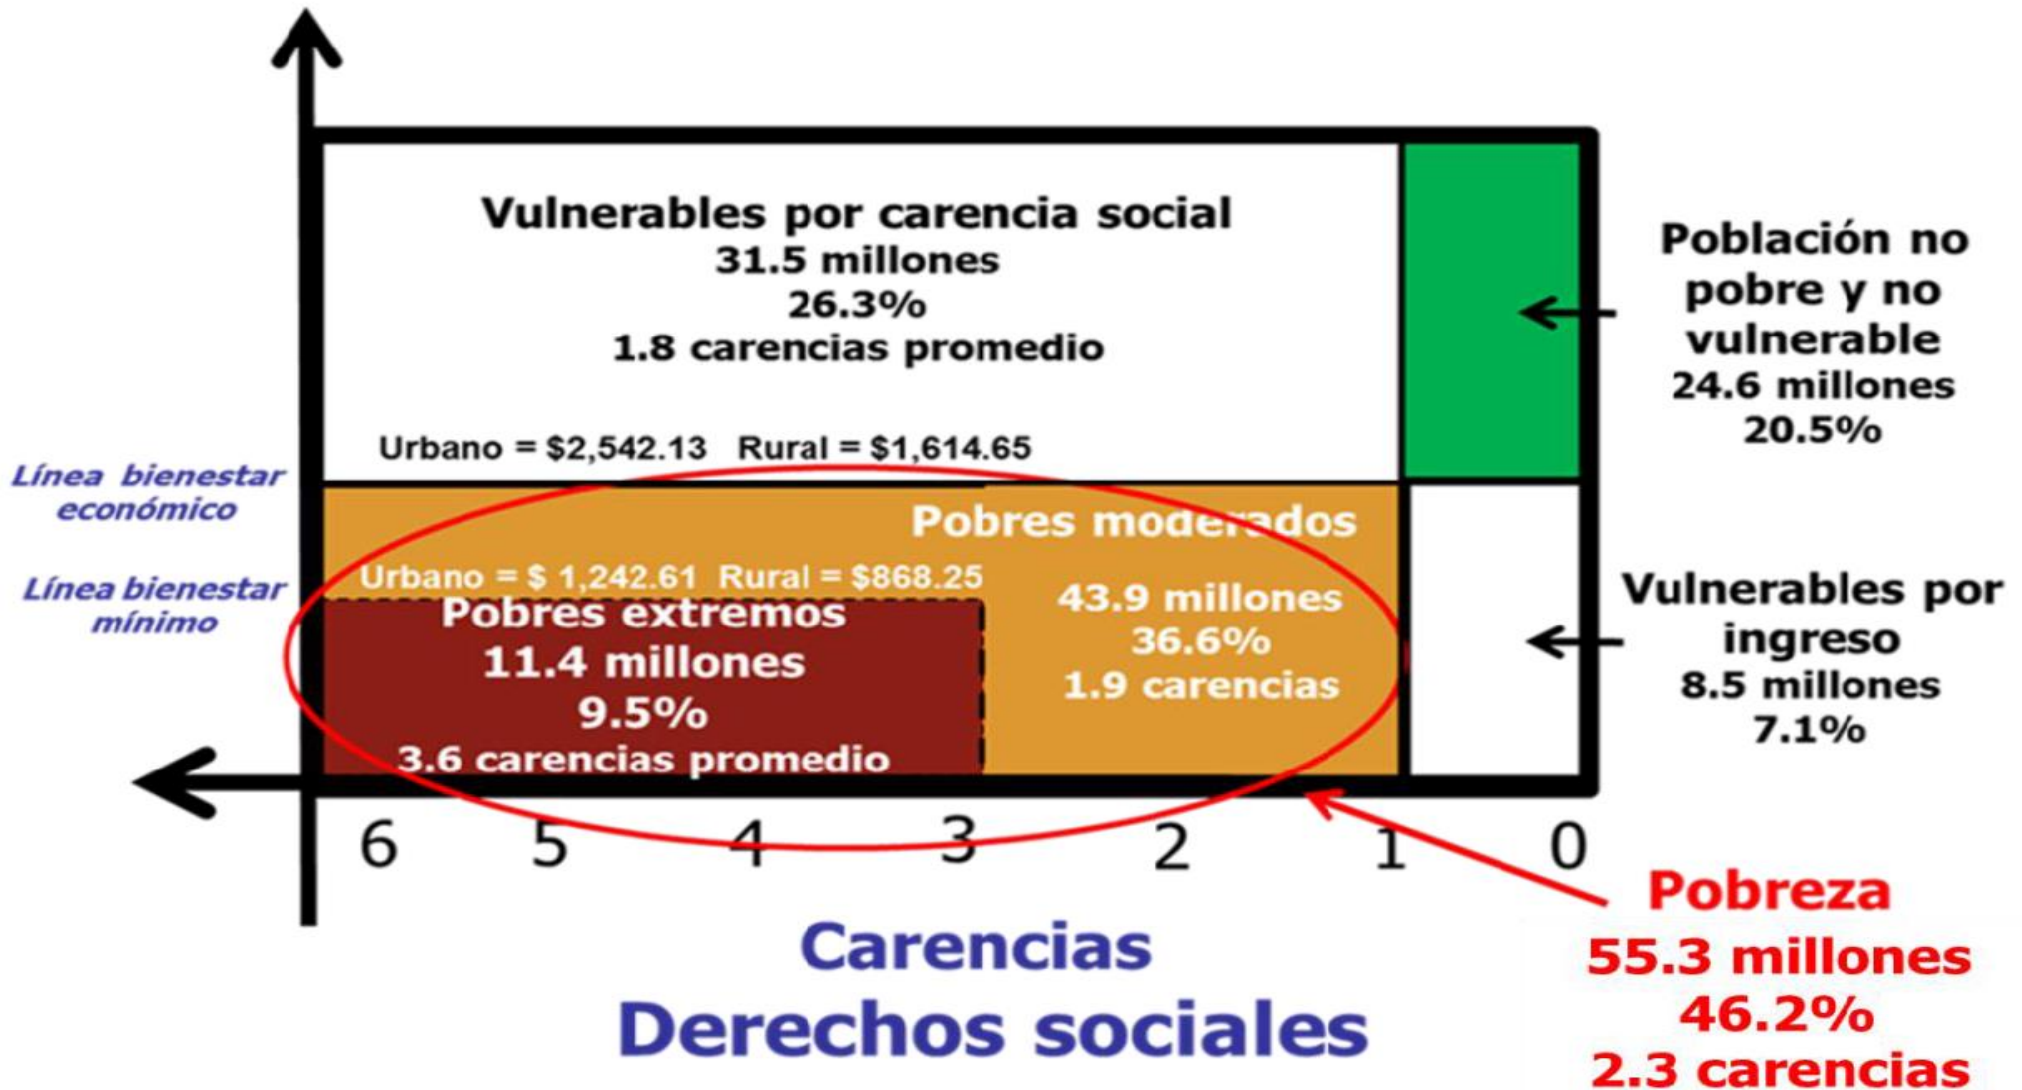 Vulnerables por carencia social
31.5 millones
26.3%
1.8 carencias promedio
Urbano = $2,542.13 Rural = $1,614.65
Población no
pobre y no
vulnerable
24.6 millones
20.5%
Línea bienestar
económico
Línea bienestar
mínimo
Pobres moderados
43.9 millones
36.6%
1.9 carencias
Urbano = $ 1,242.61 Rural = $868.25
Pobres extremos
11.4 millones
9.5%
3.6 carencias promedio
Vulnerables por
ingreso
8.5 millones
7.1%
6 5 4 3 2 1 0
Carencias
Derechos sociales
Pobreza
55.3 millones
46.2%
2.3 carencias